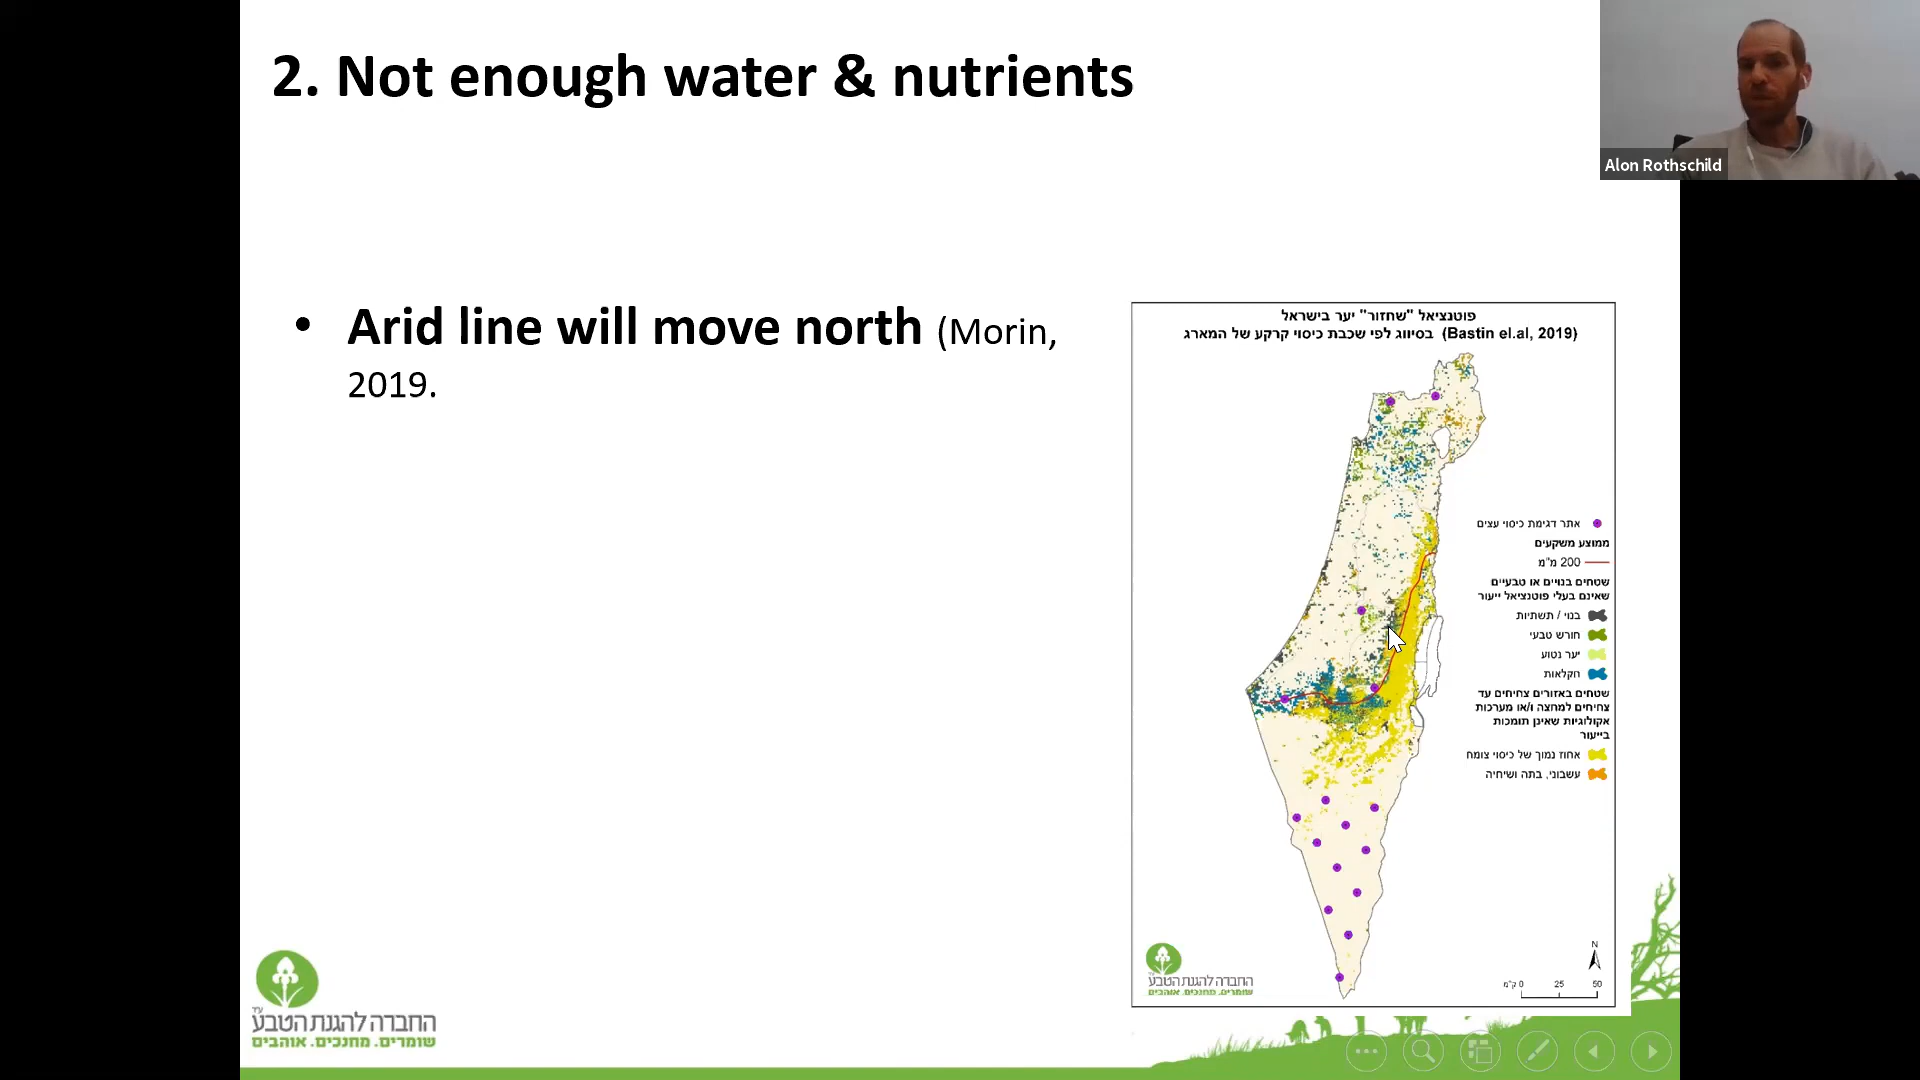 2. Not enough water & nutrients
Alon Rothschild
• Arid line will move north (Morin,
2019.
פוטנציאל "שחזור" יער בישראל
(Bastin el.al, 2019) בסיווג לפי שכבת כיסוי קרקע של המארג
אתר דגימת כיסוי עצים
ממוצע משקעים
200 מ"מ
שטחים בנויים או טבעיים
שאינם בעלי פוטנציאל ייעור
בנוי / תשתיות
חורש טבעי
יער נטוע
חקלאות
שטחים באזורים צחיחים עד
צחיחים למחצה ו/או מערכות
אקולוגיות שאינן תומכות
בייעור
אחוז נמוך של כיסוי צומח
עשבוני, בתה ושיחיה
N
ק"מ 0 25 50
החברה להגנת הטבע
שומרים. מחנכים. אוהבים
החברה להגנת הטבע ע"ר
שומרים. מחנכים. אוהבים